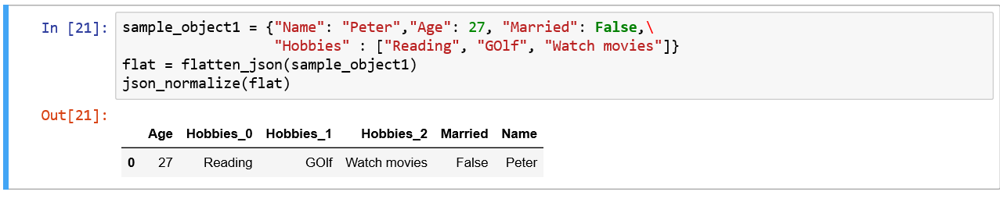 In [21]: sample_object1 = {"Name": "Peter","Age": 27, "Married": False,\
"Hobbies" : ["Reading", "GOlf", "Watch movies"]}
flat = flatten_json(sample_object1)
json_normalize(flat)
Out[21]:
Age Hobbies_0 Hobbies_1 Hobbies_2 Married Name
0 27 Reading GOlf Watch movies False Peter